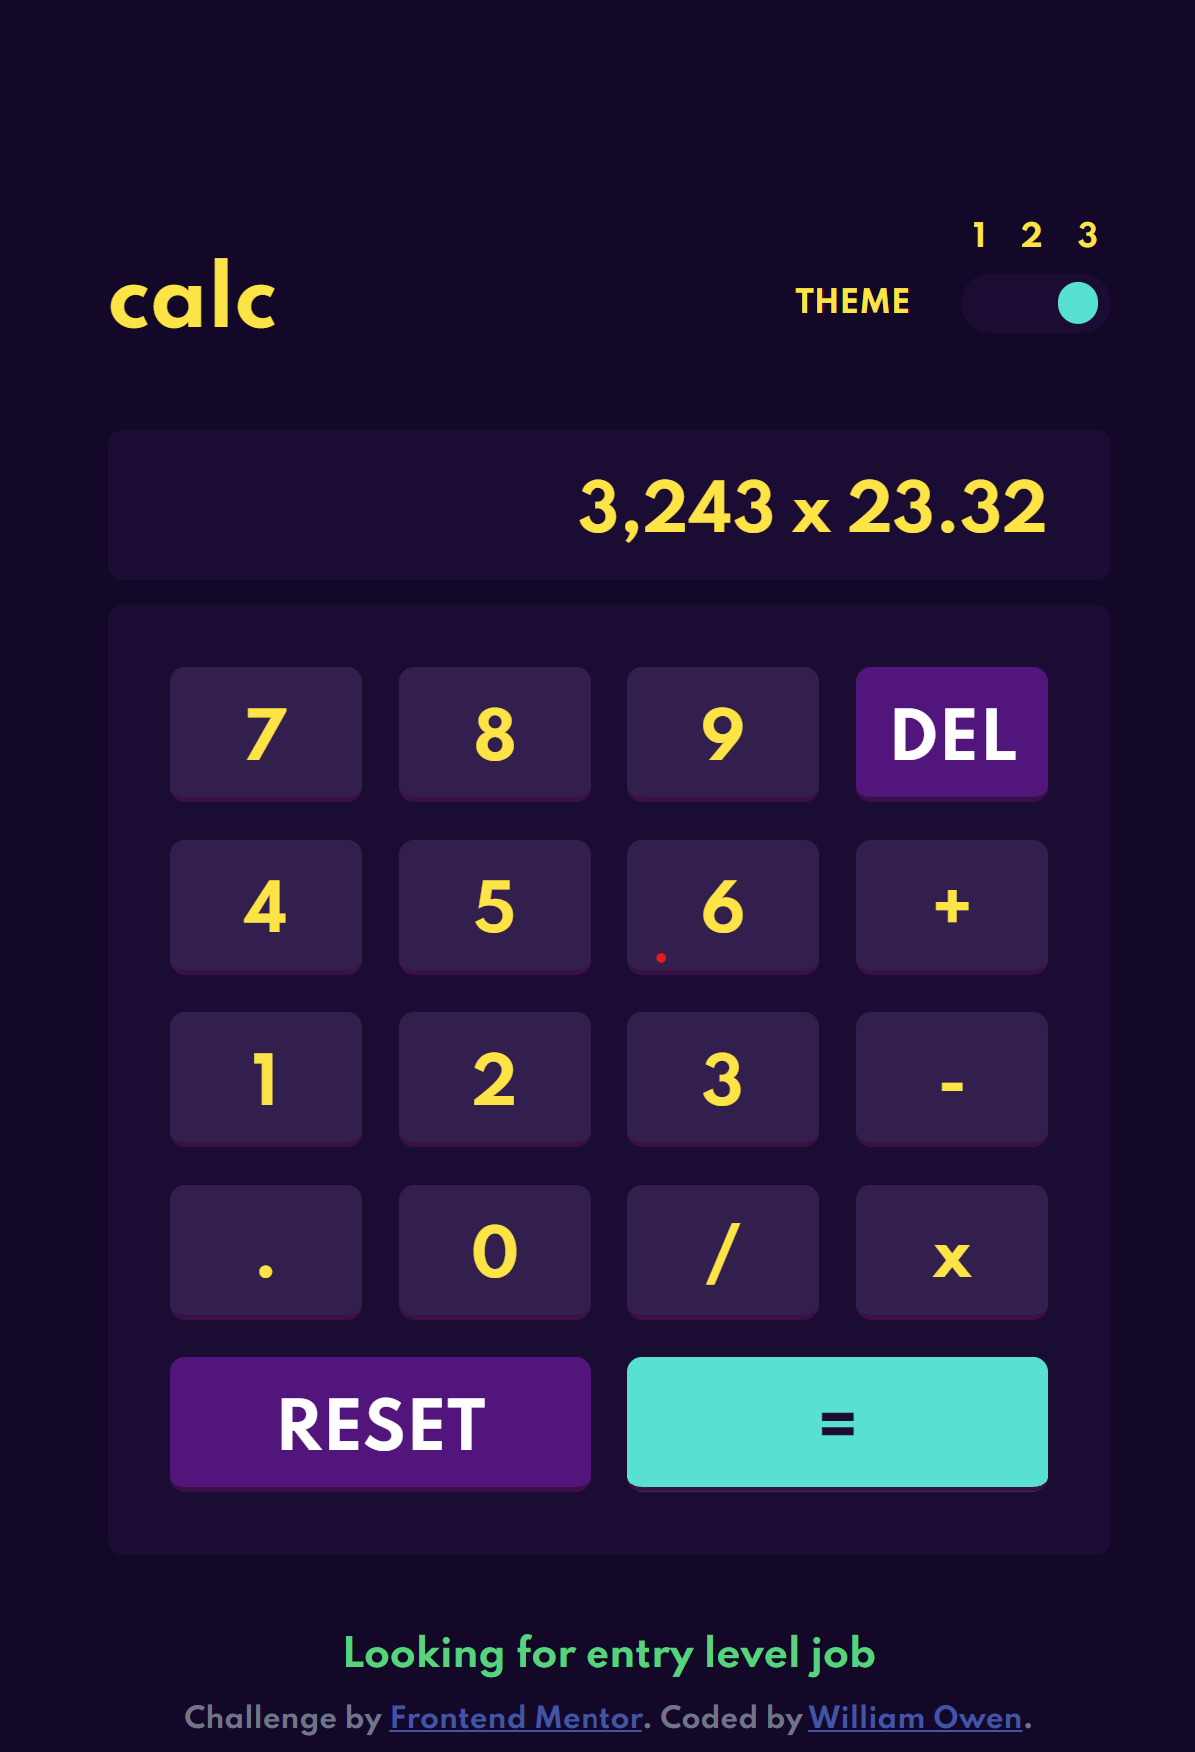 1 2 3
calc
THEME
3,243 x 23.32
7 8 9 DEL
4 5 6 +
1 2 3 -
. 0 / x
RESET =
Looking for entry level job
Challenge by Frontend Mentor. Coded by William Owen.